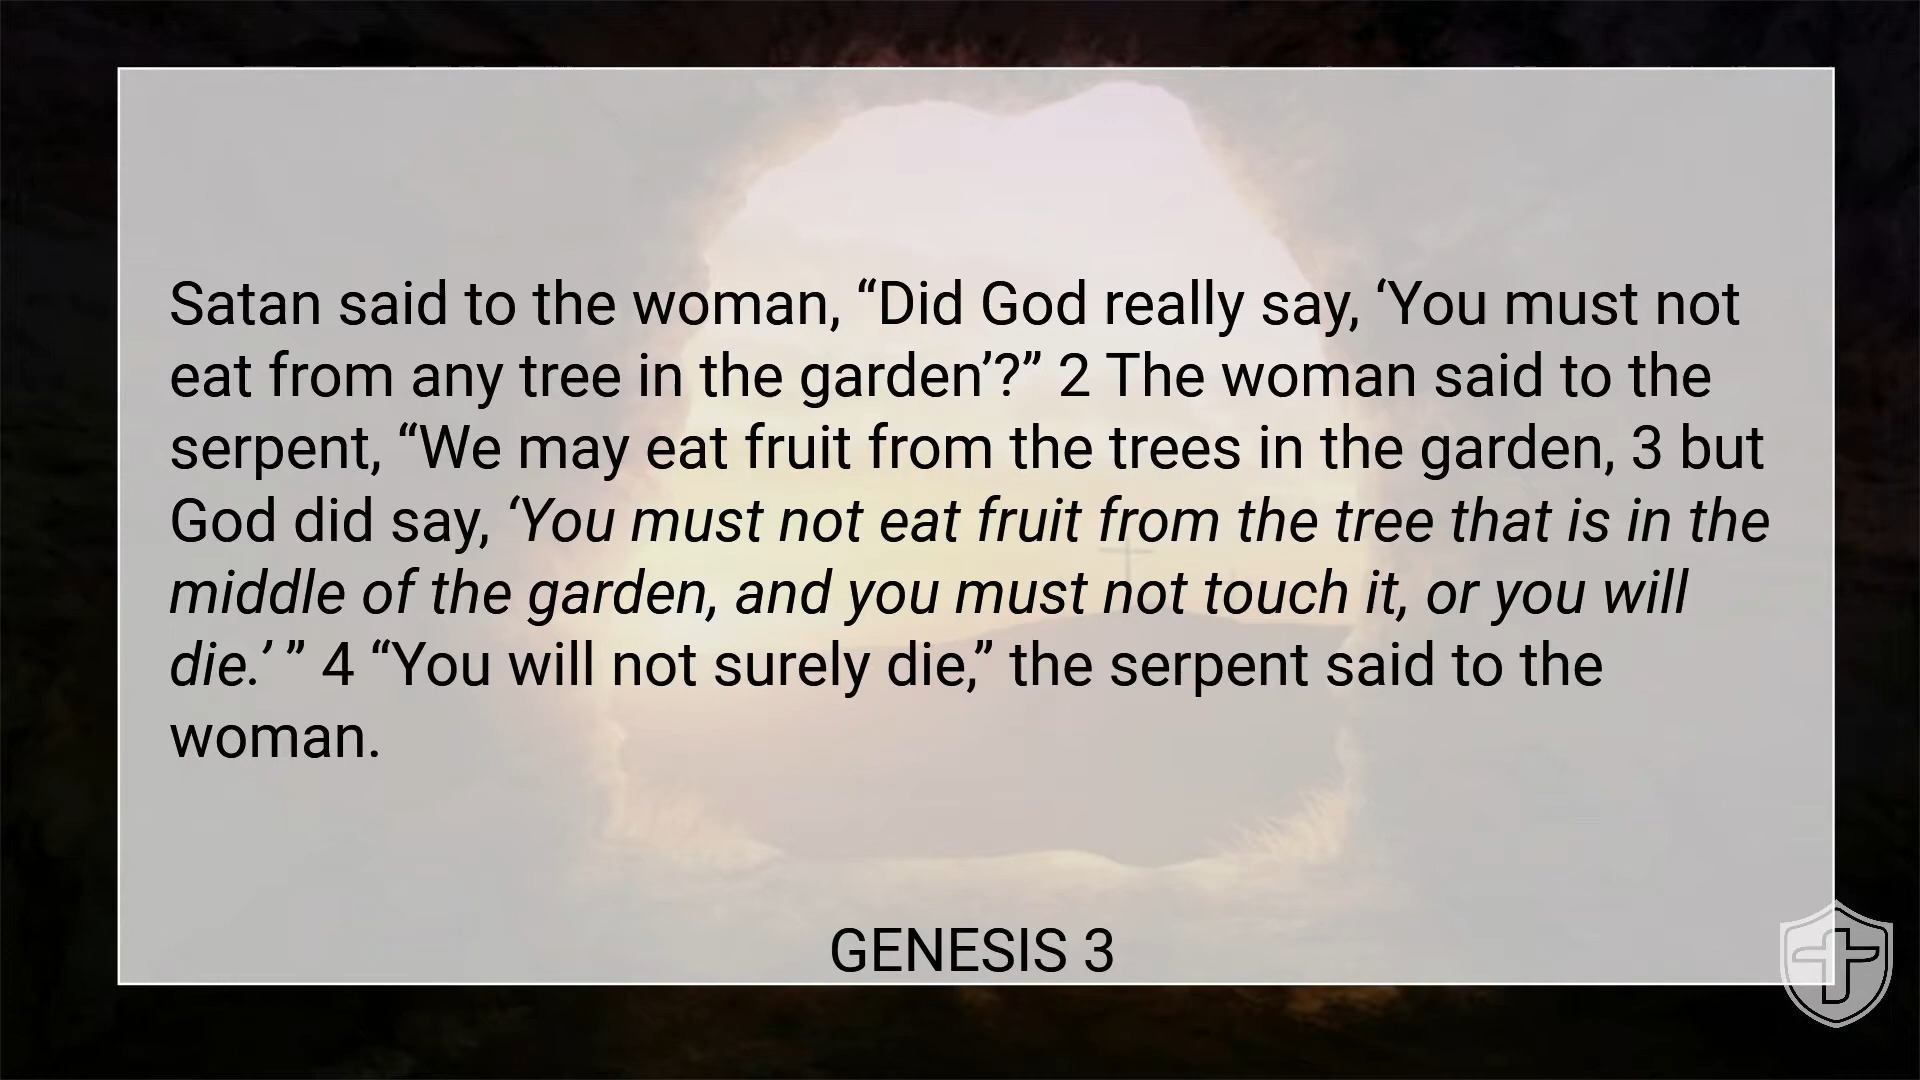 Satan said to the woman, “Did God really say, ‘You must not
eat from any tree in the garden’?” 2 The woman said to the
serpent, “We may eat fruit from the trees in the garden, 3 but
God did say, ‘You must not eat fruit from the tree that is in the
middle of the garden, and you must not touch it, or you will
die.’ ” 4 “You will not surely die,” the serpent said to the
woman.
GENESIS 3